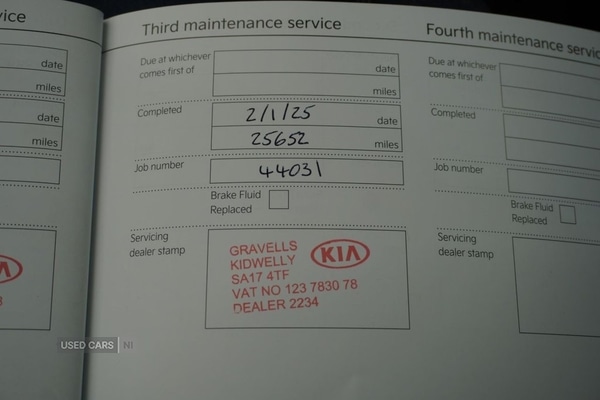 ice
date
miles
date
miles
Third maintenance service
Due at whichever
comes first of
date
miles
Completed
2/1/25
date
25652
miles
Job number
44031
Brake Fluid
Replaced
Servicing
dealer stamp
GRAVELLS
KIDWELLY
SA17 4TF
VAT NO 123 7830 78
DEALER 2234
KIA
Fourth maintenance servic
Due at whichever
comes first of
Completed
Job number
Brake Fluid
Replaced
Servicing
dealer stamp
USED CARS NI